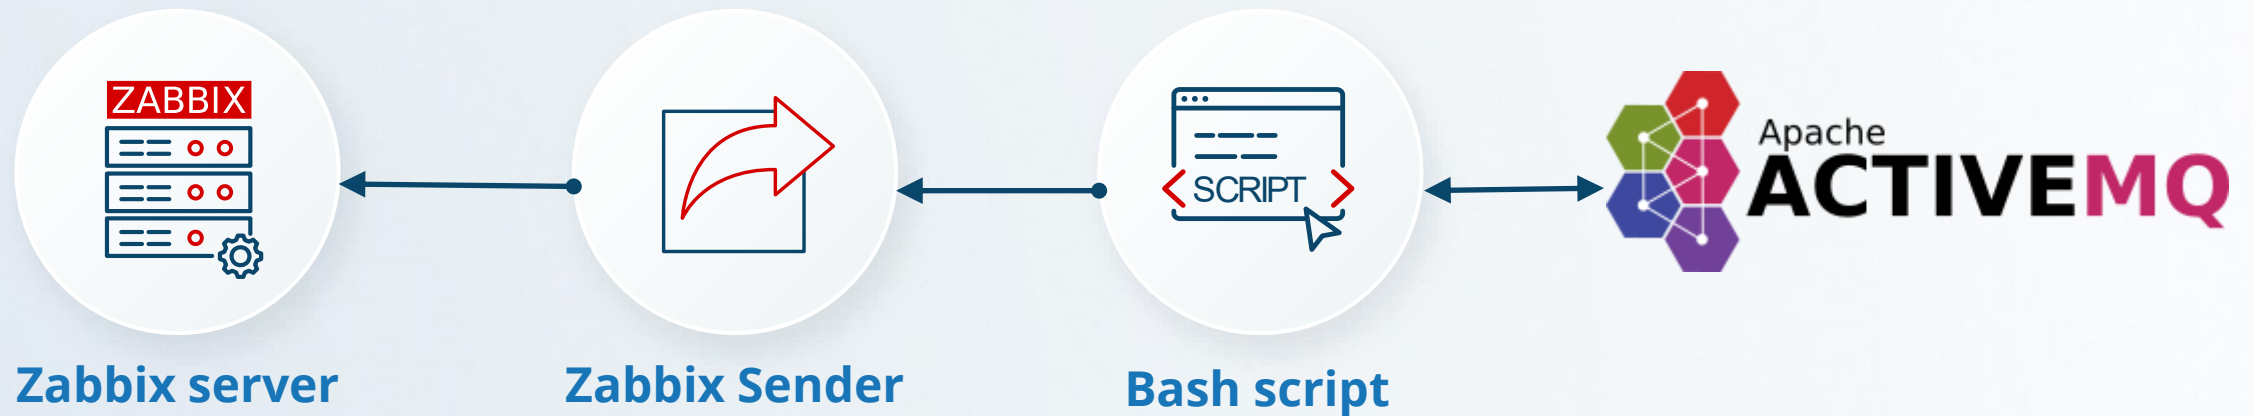 ZABBIX
SCRIPT
Apache
ACTIVEMQ
Zabbix server
Zabbix Sender
Bash script